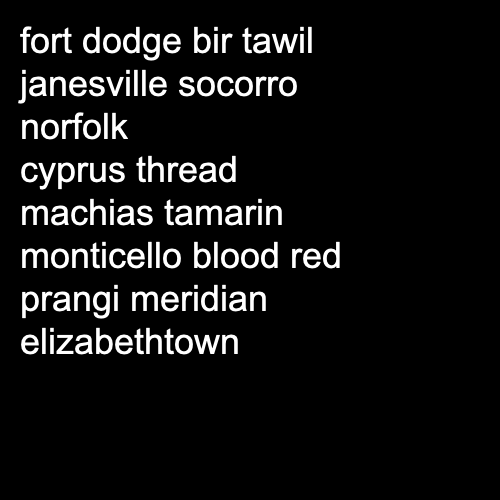 fort dodge bir tawil
janesville socorro
norfolk
cyprus thread
machias tamarin
monticello blood red
prangi meridian
elizabethtown